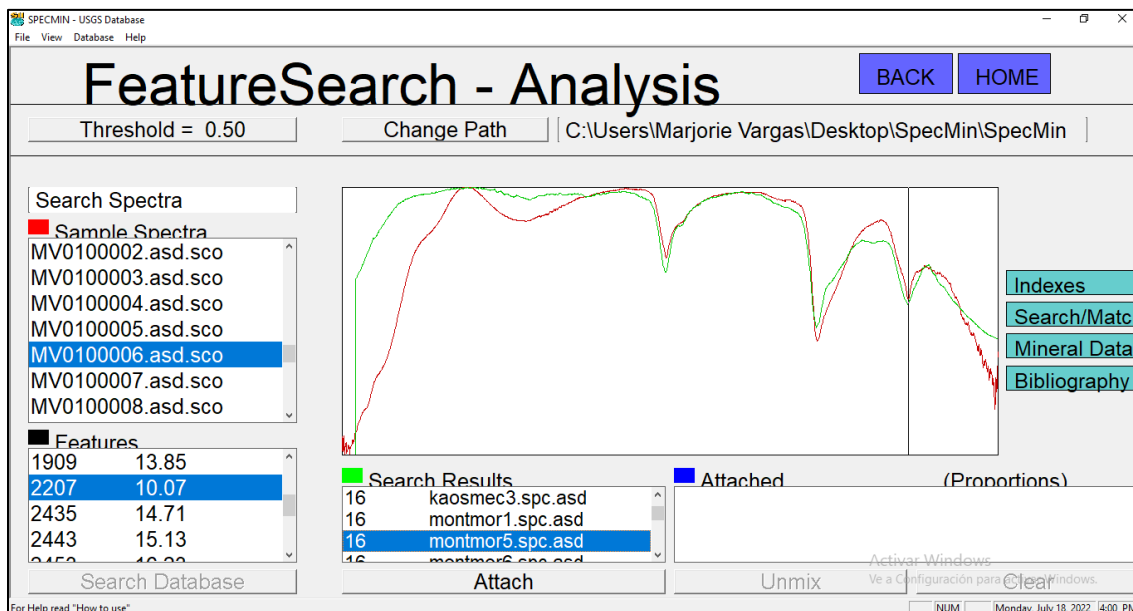 SPECMIN - USGS Database
File View Database Help
FeatureSearch - Analysis
BACK
HOME
Threshold = 0.50
Change Path
C:\Users\Marjorie Vargas\Desktop\SpecMin\SpecMin
Search Spectra
Sample Spectra
MV0100002.asd.sco
MV0100003.asd.sco
MV0100004.asd.sco
MV0100005.asd.sco
MV0100006.asd.sco
MV0100007.asd.sco
MV0100008.asd.sco
Indexes
Search/Matc
Mineral Data
Bibliography
Features
1909 13.85
2207 10.07
2435 14.71
2443 15.13
Search Results
16 kaosmec3.spc.asd
16 montmor1.spc.asd
16 montmor5.spc.asd
16 montmor6.spc.asd
Attached (Proportions)
Search Database
Attach
Unmix
Clear
Activar Windows
Ve a Configuración para activar Windows.
For Help read "How to use"
NUM Monday, July 18, 2022 4:00 PM